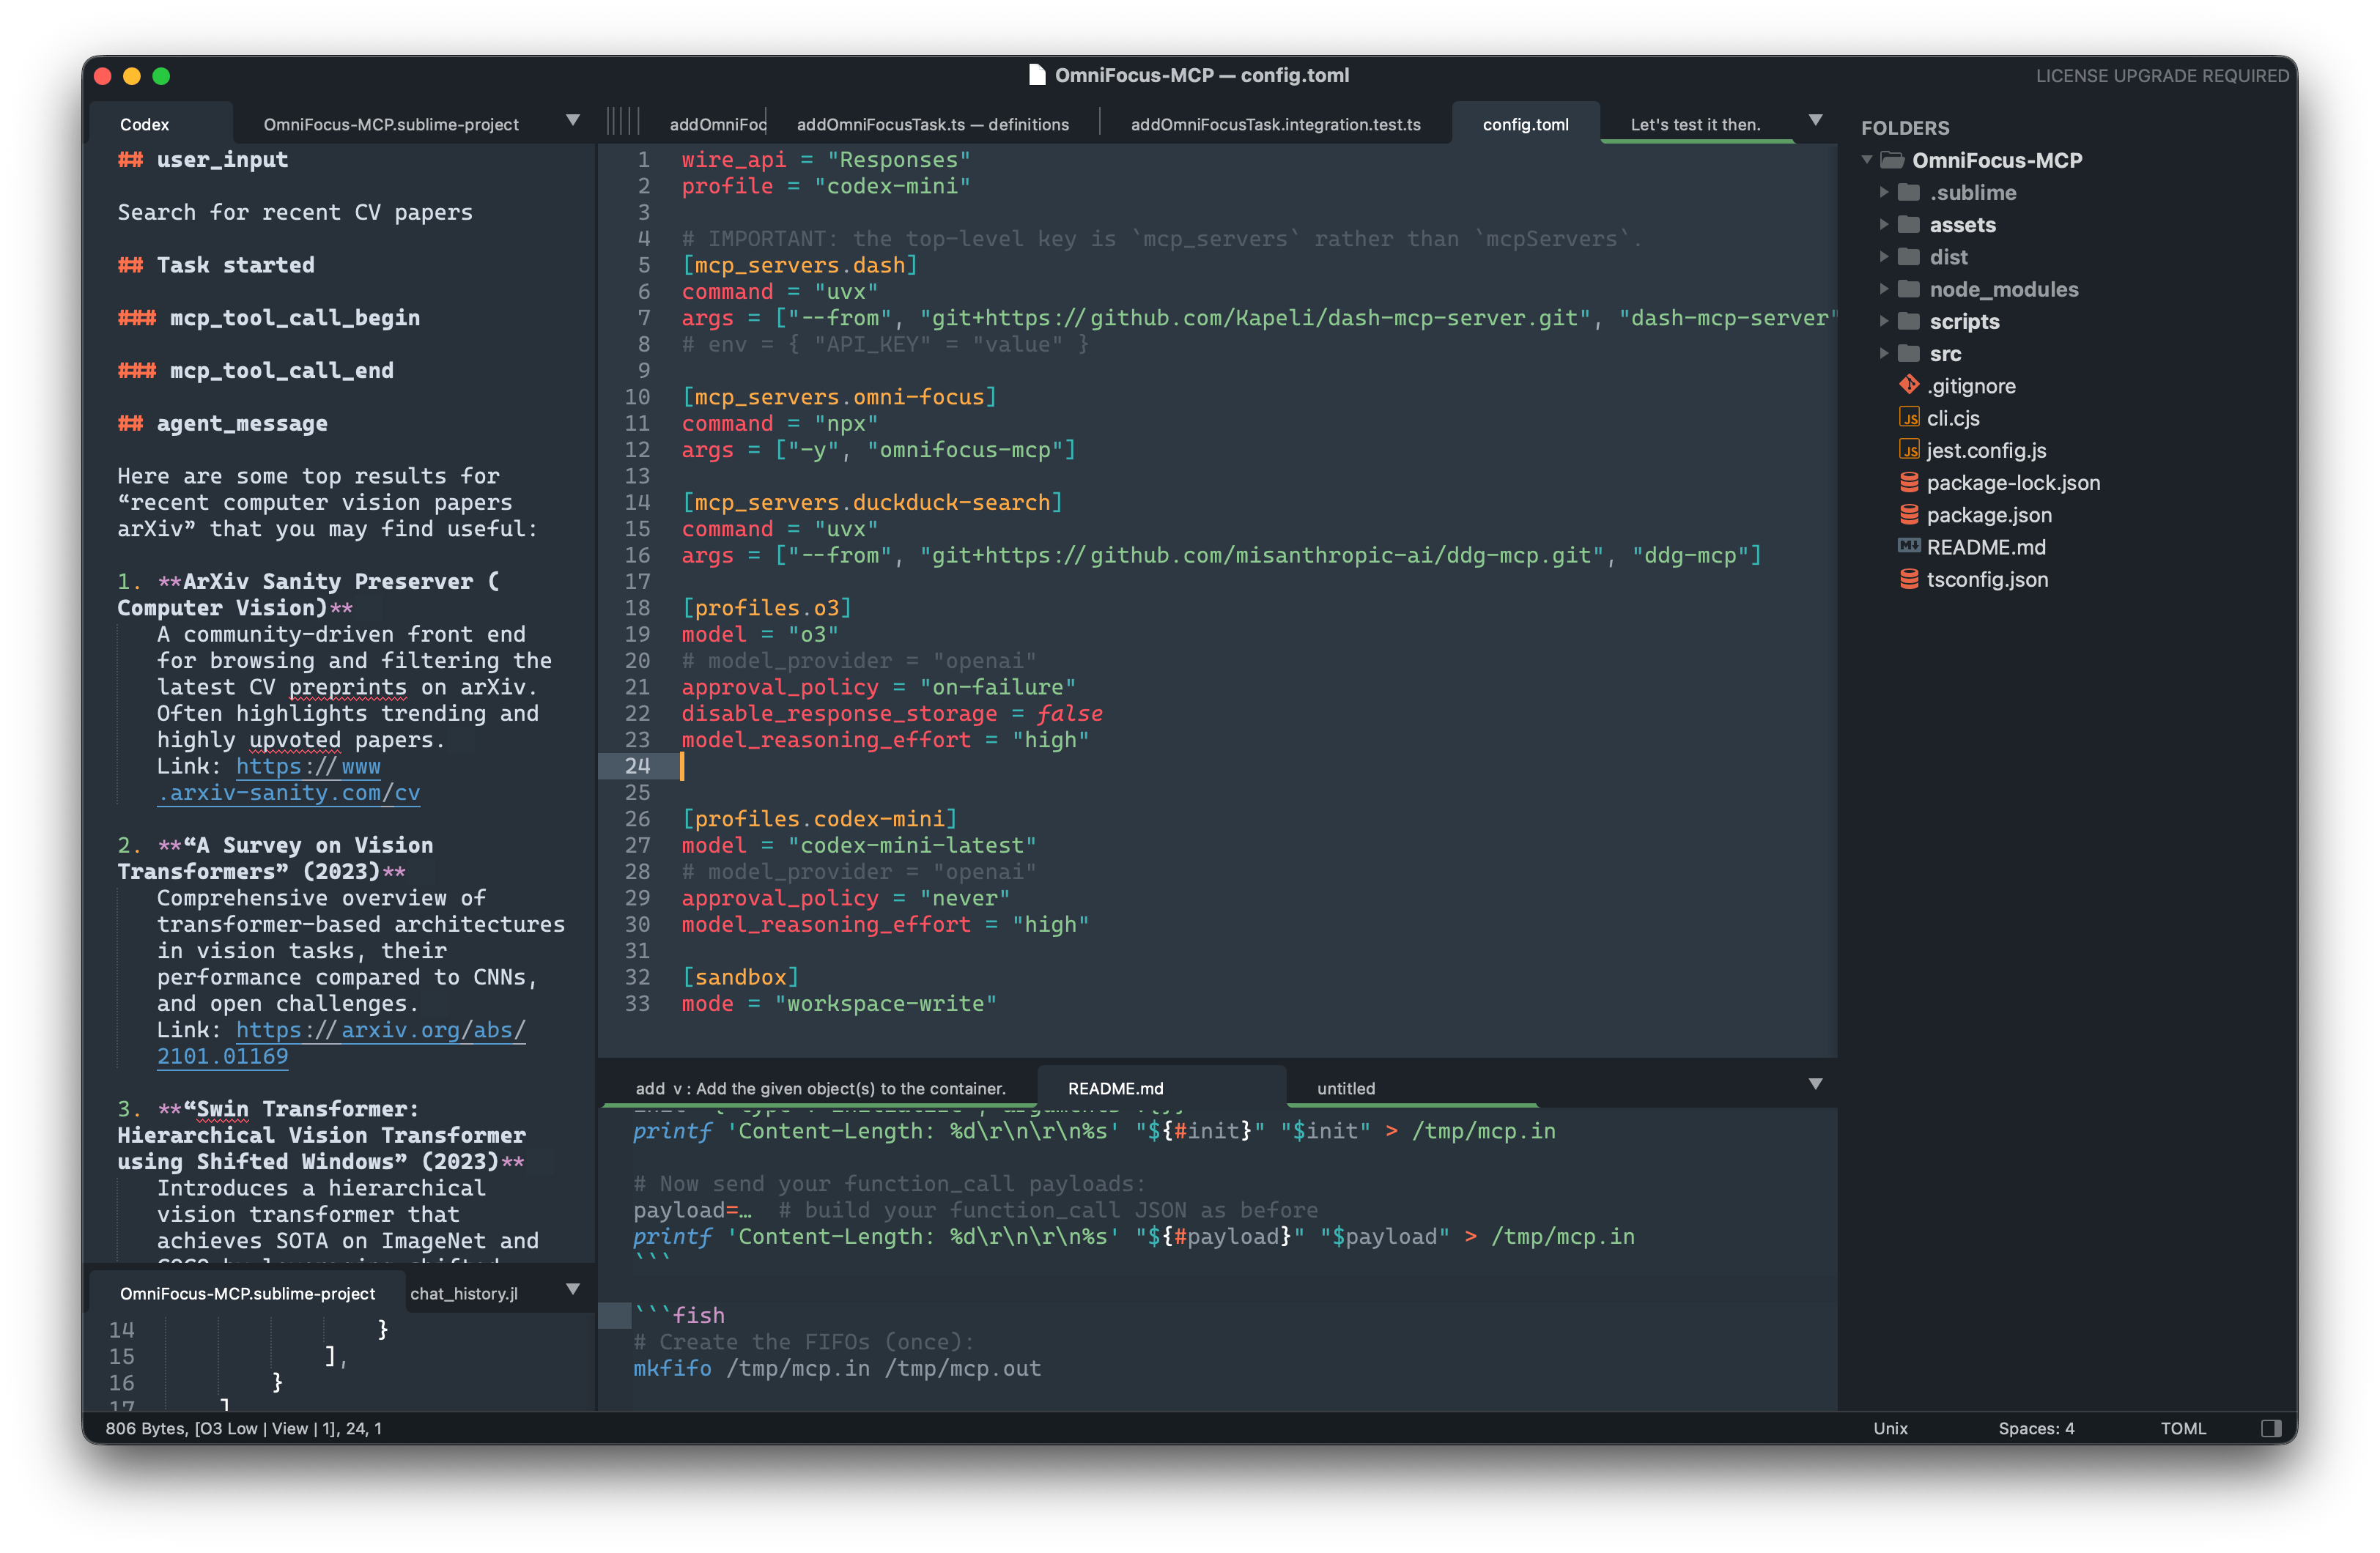 OmniFocus-MCP — config.toml
LICENSE UPGRADE REQUIRED
Codex
OmniFocus-MCP.sublime-project
## user_input
Search for recent CV papers
## Task started
### mcp_tool_call_begin
### mcp_tool_call_end
## agent_message
Here are some top results for
“recent computer vision papers
arXiv” that you may find useful:
1. **ArXiv Sanity Preserver (
Computer Vision)**
A community-driven front end
for browsing and filtering the
latest CV preprints on arXiv.
Often highlights trending and
highly upvoted papers.
Link: https://www
.arxiv-sanity.com/cv
2. **“A Survey on Vision
Transformers” (2023)**
Comprehensive overview of
transformer-based architectures
in vision tasks, their
performance compared to CNNs,
and open challenges.
Link: https://arxiv.org/abs/
2101.01169
3. **“Swin Transformer:
Hierarchical Vision Transformer
using Shifted Windows” (2023)**
Introduces a hierarchical
vision transformer that
achieves SOTA on ImageNet and
OmniFocus-MCP.sublime-project
chat_history.jl
14 }
15 ],
16 }
17 ]
addOmniFoc
addOmniFocusTask.ts — definitions
addOmniFocusTask.integration.test.ts
config.toml
Let's test it then.
1 wire_api = "Responses"
2 profile = "codex-mini"
3
4 # IMPORTANT: the top-level key is `mcp_servers` rather than `mcpServers`.
5 [mcp_servers.dash]
6 command = "uvx"
7 args = ["--from", "git+https://github.com/Kapeli/dash-mcp-server.git", "dash-mcp-server"
8 # env = { "API_KEY" = "value" }
9
10 [mcp_servers.omni-focus]
11 command = "npx"
12 args = ["-y", "omnifocus-mcp"]
13
14 [mcp_servers.duckduck-search]
15 command = "uvx"
16 args = ["--from", "git+https://github.com/misanthropic-ai/ddg-mcp.git", "ddg-mcp"]
17
18 [profiles.o3]
19 model = "o3"
20 # model_provider = "openai"
21 approval_policy = "on-failure"
22 disable_response_storage = false
23 model_reasoning_effort = "high"
24
25
26 [profiles.codex-mini]
27 model = "codex-mini-latest"
28 # model_provider = "openai"
29 approval_policy = "never"
30 model_reasoning_effort = "high"
31
32 [sandbox]
33 mode = "workspace-write"
add v : Add the given object(s) to the container.
README.md
untitled
printf 'Content-Length: %d\r\n\r\n%s' "${#init}" "$init" > /tmp/mcp.in
# Now send your function_call payloads:
payload=… # build your function_call JSON as before
printf 'Content-Length: %d\r\n\r\n%s' "${#payload}" "$payload" > /tmp/mcp.in
```
```fish
# Create the FIFOs (once):
mkfifo /tmp/mcp.in /tmp/mcp.out
FOLDERS
OmniFocus-MCP
.sublime
assets
dist
node_modules
scripts
src
.gitignore
JS cli.cjs
JS jest.config.js
package-lock.json
package.json
M↓ README.md
tsconfig.json
806 Bytes, [O3 Low | View | 1], 24, 1
Unix
Spaces: 4
TOML